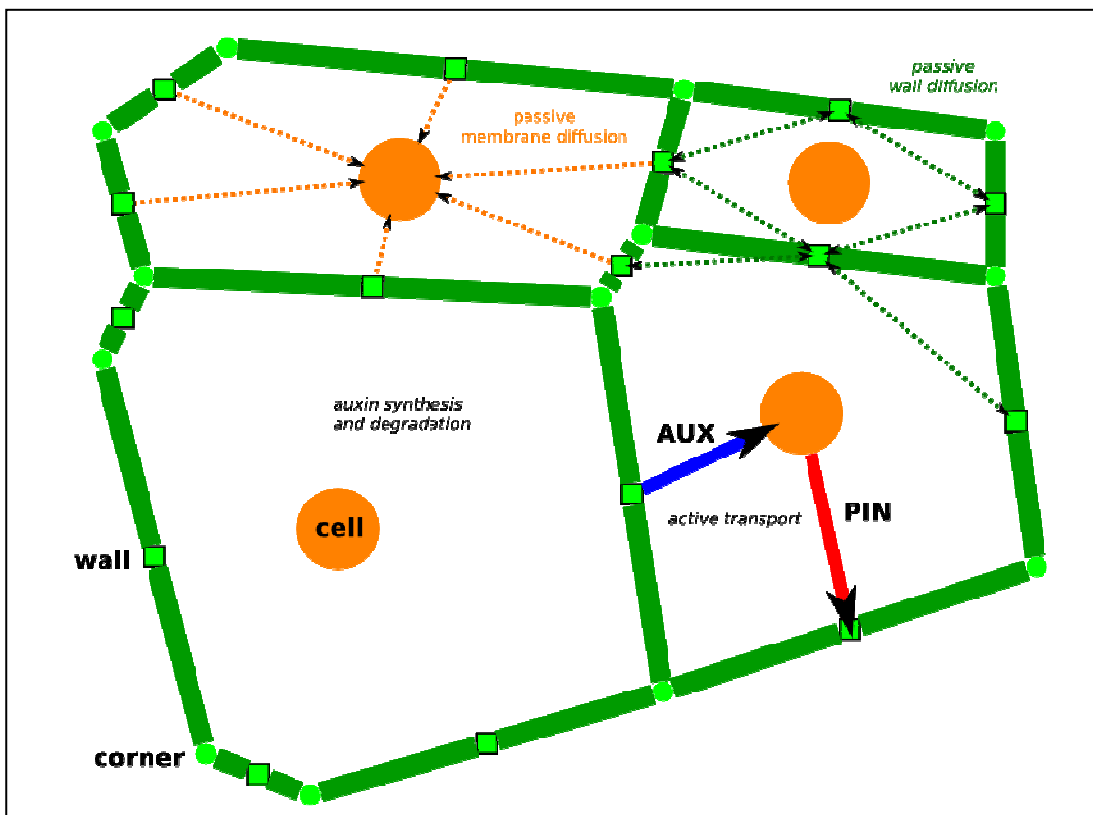 passive
wall diffusion
passive
membrane diffusion
auxin synthesis
and degradation
AUX
active transport
PIN
cell
wall
corner